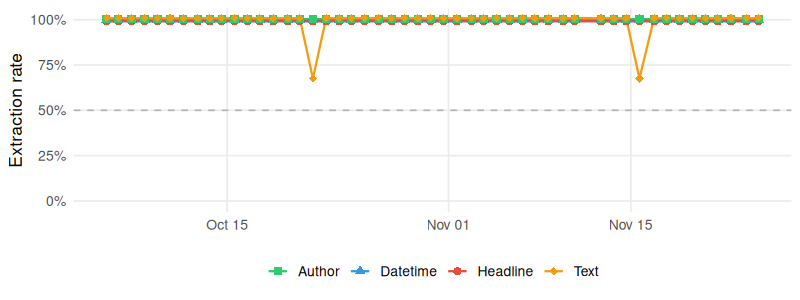 100%
75%
50%
25%
0%
Extraction rate
Oct 15 Nov 01 Nov 15
Author Datetime Headline Text